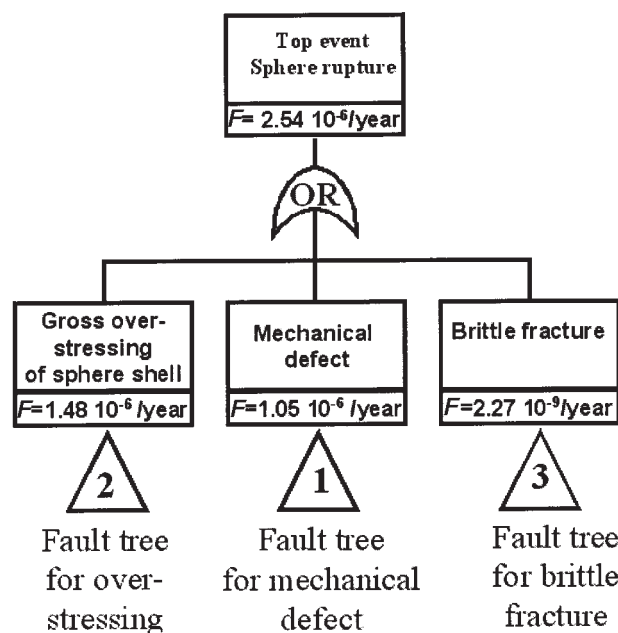 Top event
Sphere rupture
F= 2.54 10⁻⁶/year
OR
Gross over-
stressing
of sphere shell
F=1.48 10⁻⁶ /year
2
Fault tree
for over-
stressing
Mechanical
defect
F=1.05 10⁻⁶ /year
1
Fault tree
for mechanical
defect
Brittle fracture
F=2.27 10⁻⁹/year
3
Fault tree
for brittle
fracture